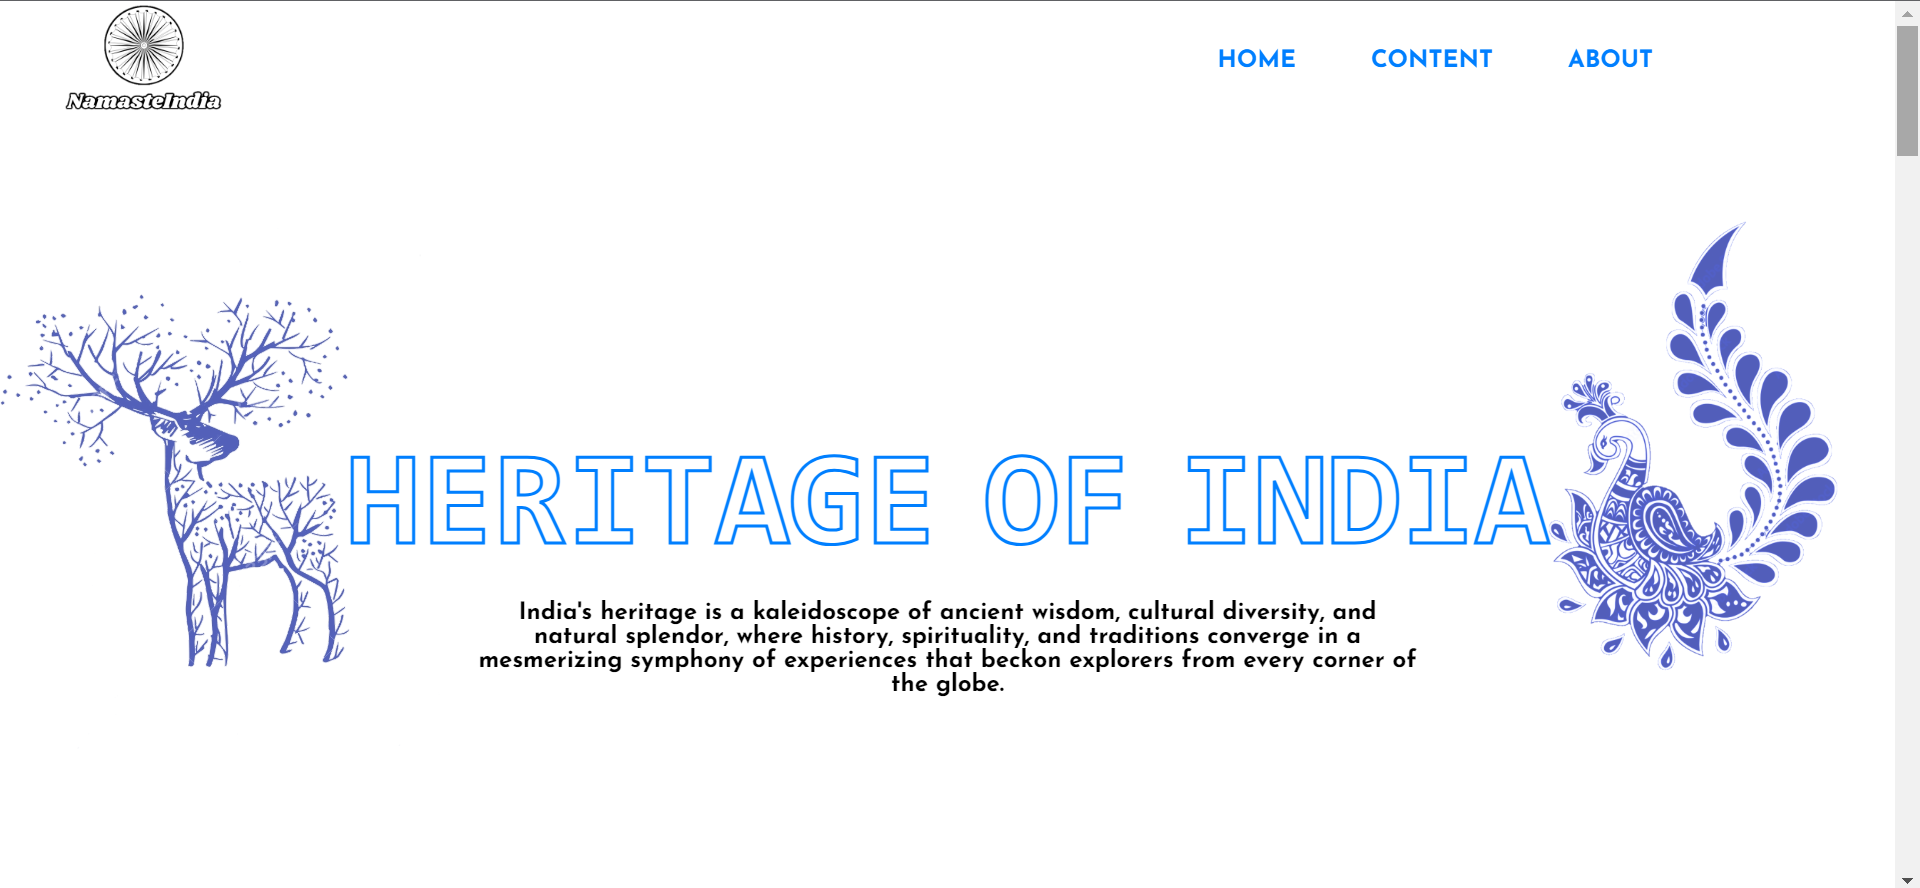 NamasteIndia
HOME CONTENT ABOUT
HERITAGE OF INDIA
India's heritage is a kaleidoscope of ancient wisdom, cultural diversity, and
natural splendor, where history, spirituality, and traditions converge in a
mesmerizing symphony of experiences that beckon explorers from every corner of
the globe.